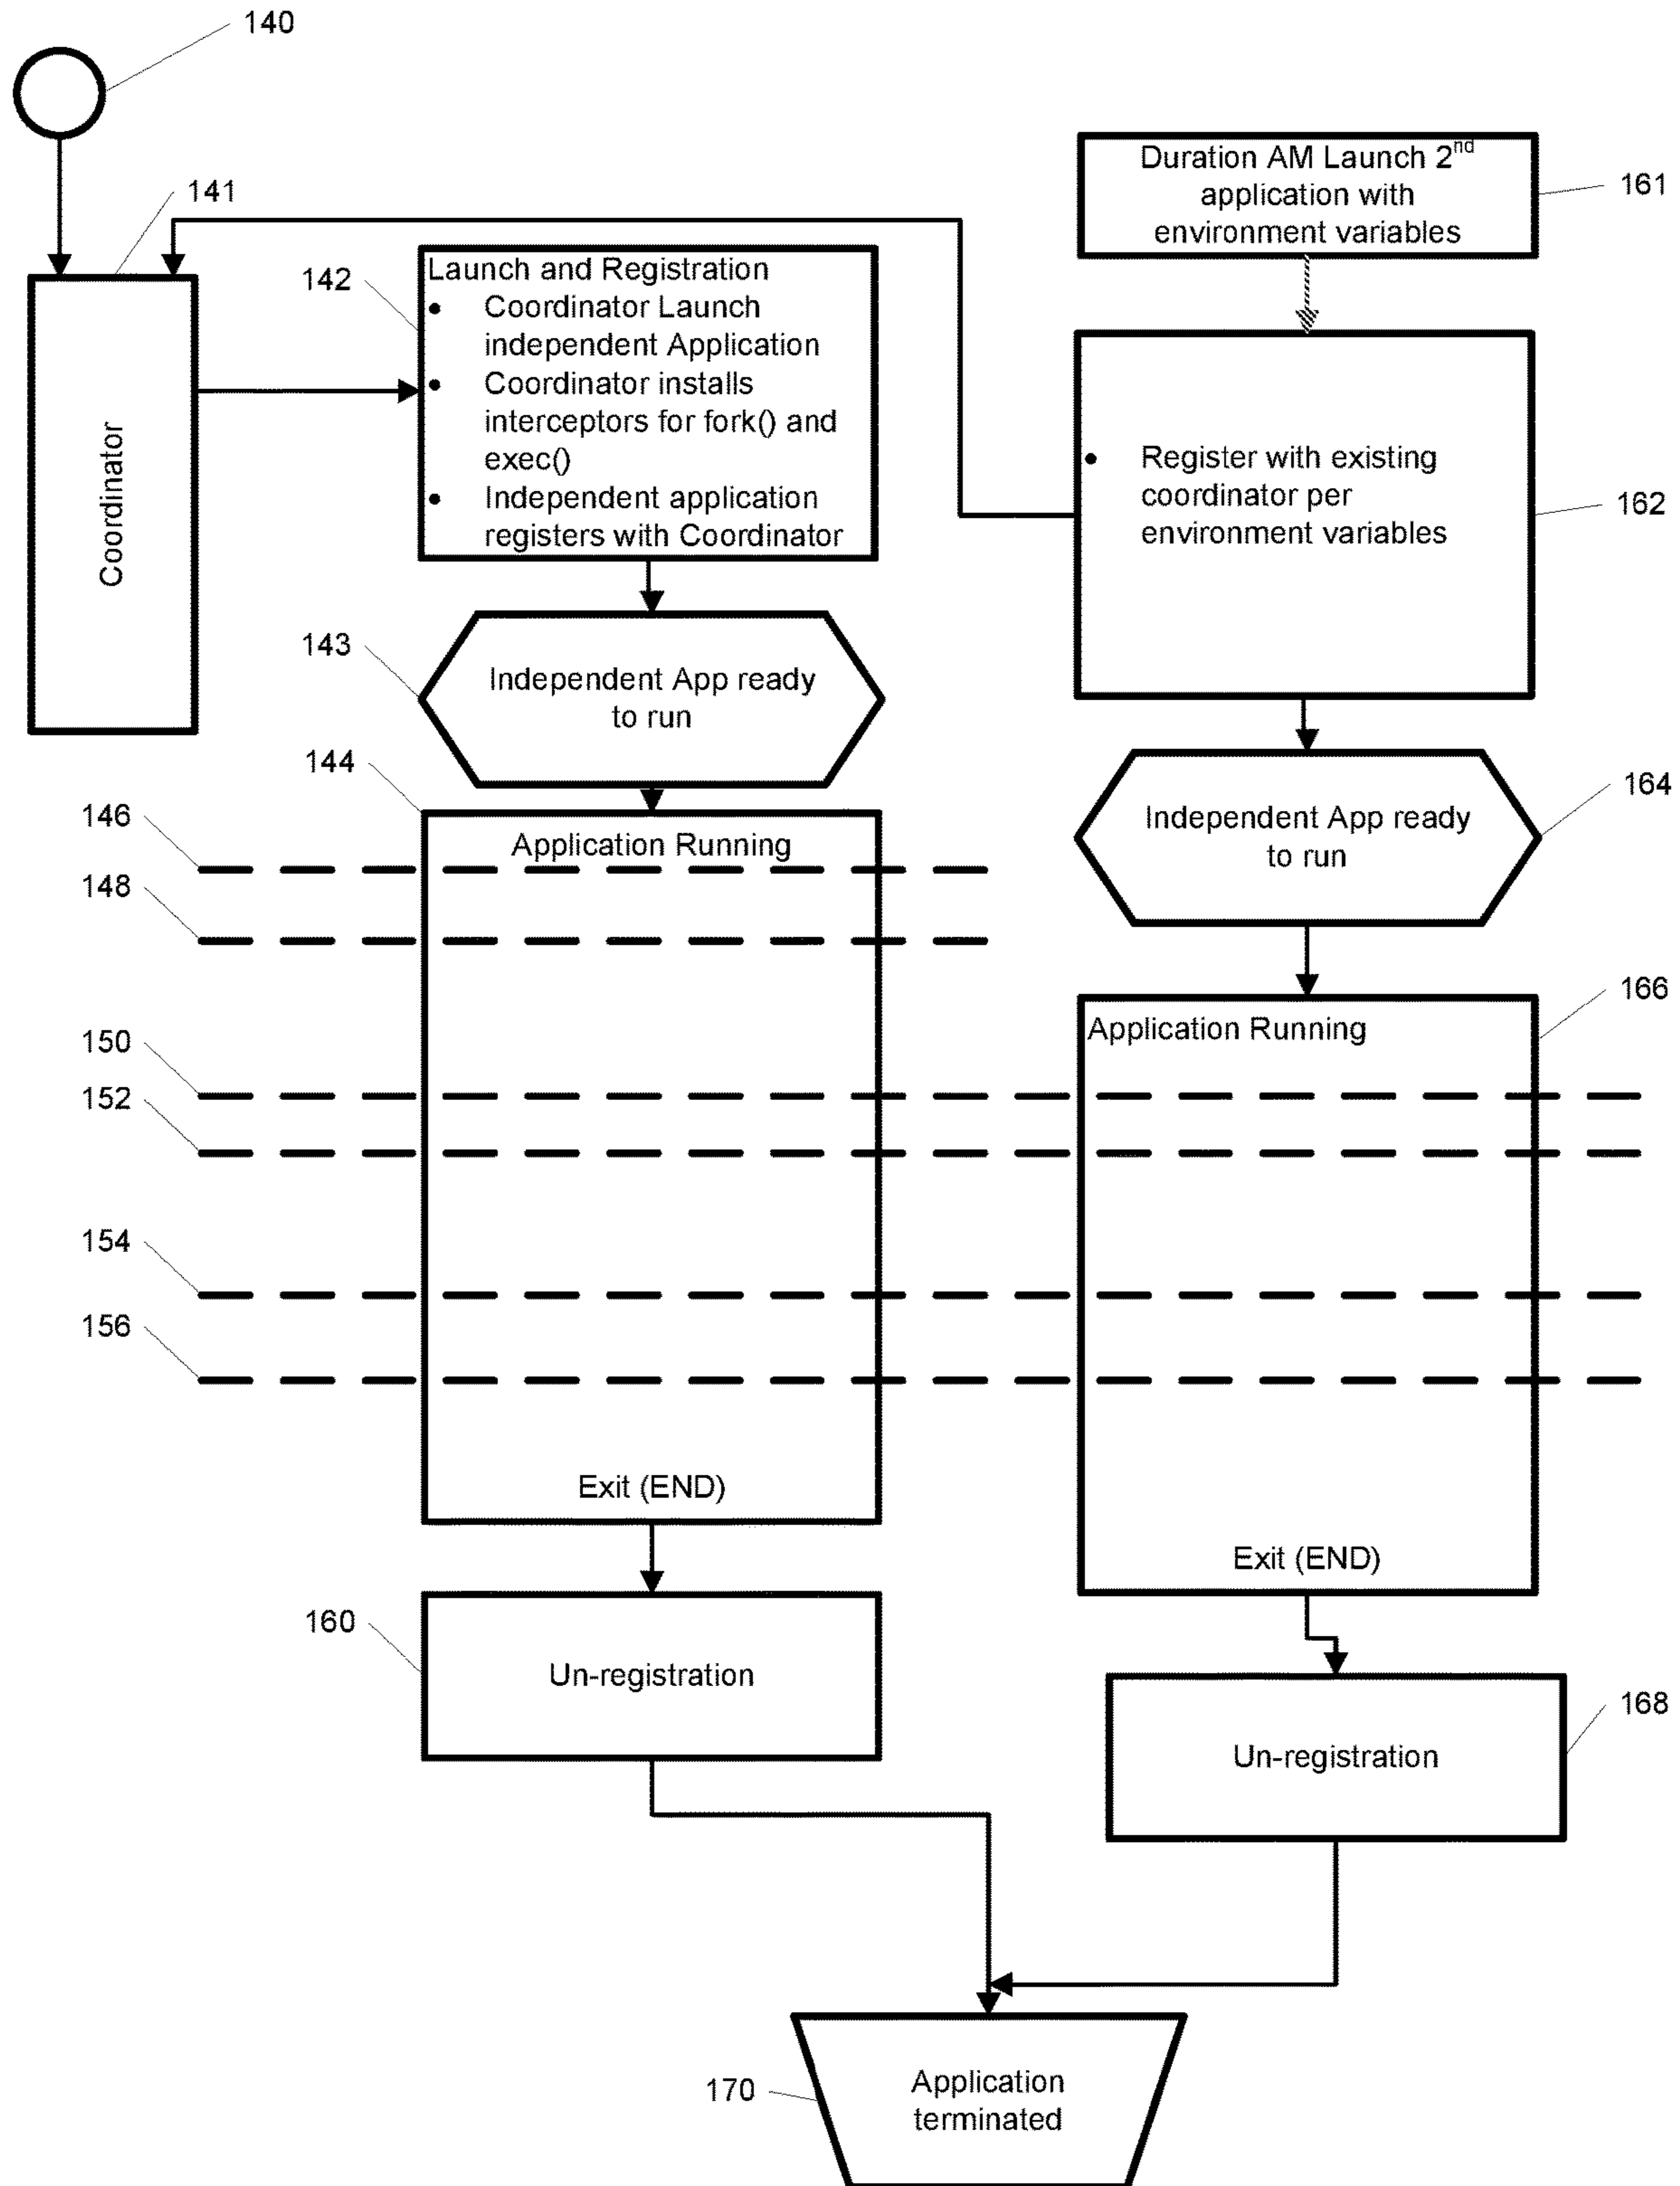 140
Duration AM Launch 2nd
application with
environment variables
161
141
142
Launch and Registration
• Coordinator Launch
independent Application
• Coordinator installs
interceptors for fork() and
exec()
• Independent application
registers with Coordinator
Coordinator
• Register with existing
coordinator per
environment variables
162
143
Independent App ready
to run
144
164
Independent App ready
to run
146
Application Running
148
166
Application Running
150
152
154
156
Exit (END)
Exit (END)
160
Un-registration
168
Un-registration
170
Application
terminated